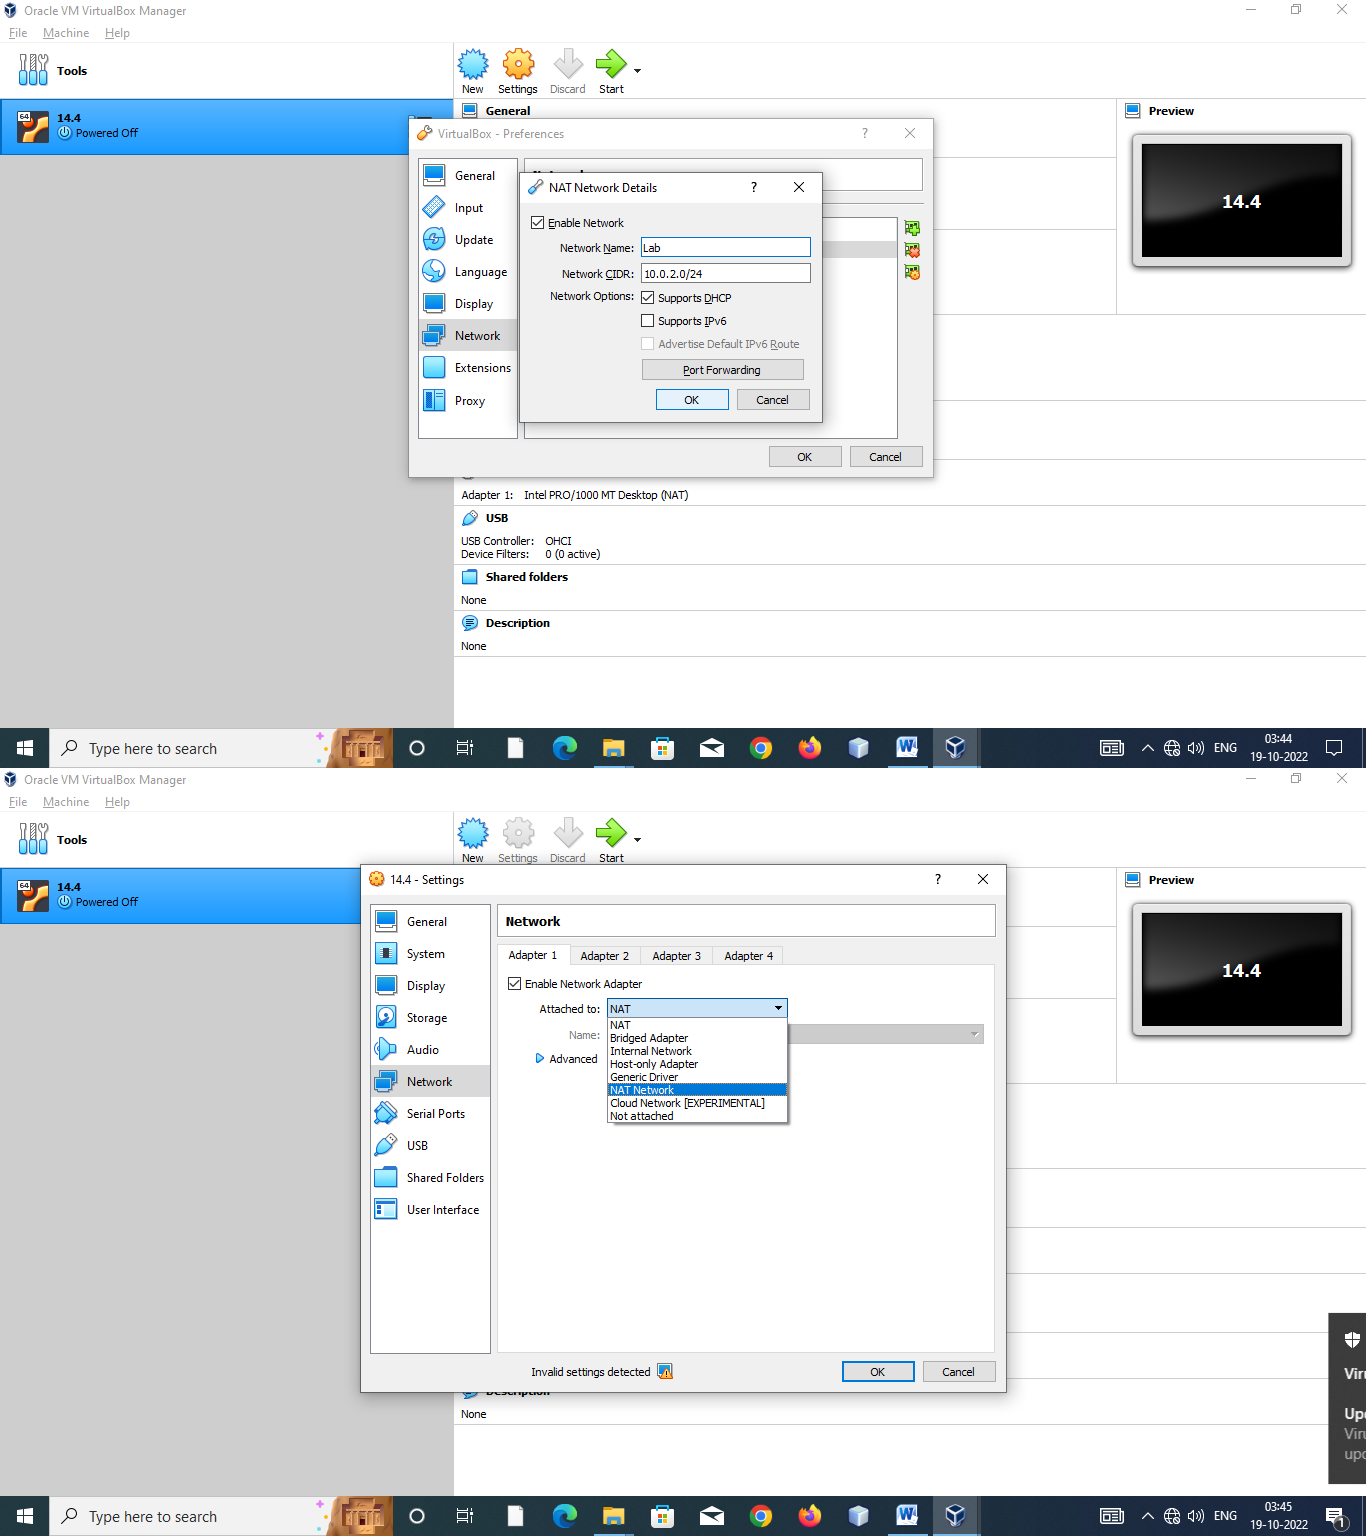 Oracle VM VirtualBox Manager
File Machine Help
Tools
New Settings Discard Start
64 14.4
Powered Off
General
Preview
14.4
VirtualBox - Preferences ?
General
Input
Update
Language
Display
Network
Extensions
Proxy
NAT Network Details ?
Enable Network
Network Name: Lab
Network CIDR: 10.0.2.0/24
Network Options: Supports DHCP
Supports IPv6
Advertise Default IPv6 Route
Port Forwarding
OK Cancel
OK Cancel
Adapter 1: Intel PRO/1000 MT Desktop (NAT)
USB
USB Controller: OHCI
Device Filters: 0 (0 active)
Shared folders
None
Description
None
Type here to search
ENG
03:44
19-10-2022
Oracle VM VirtualBox Manager
File Machine Help
Tools
New Settings Discard Start
64 14.4
Powered Off
Preview
14.4
14.4 - Settings ?
General
System
Display
Storage
Audio
Network
Serial Ports
USB
Shared Folders
User Interface
Network
Adapter 1 Adapter 2 Adapter 3 Adapter 4
Enable Network Adapter
Attached to: NAT
Name:
Advanced
NAT
Bridged Adapter
Internal Network
Host-only Adapter
Generic Driver
NAT Network
Cloud Network [EXPERIMENTAL]
Not attached
Invalid settings detected
OK Cancel
Description
None
Viru
Upd
Viru
upd
Type here to search
ENG
03:45
19-10-2022
1